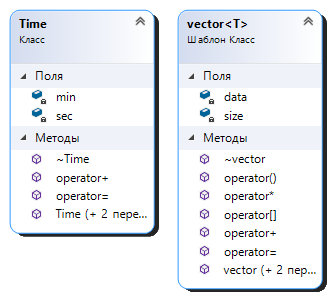 Time
Класс
Поля
min
sec
Методы
~Time
operator+
operator=
Time (+ 2 пере...
vector<T>
Шаблон Класс
Поля
data
size
Методы
~vector
operator()
operator*
operator[]
operator+
operator=
vector (+ 2 пере...